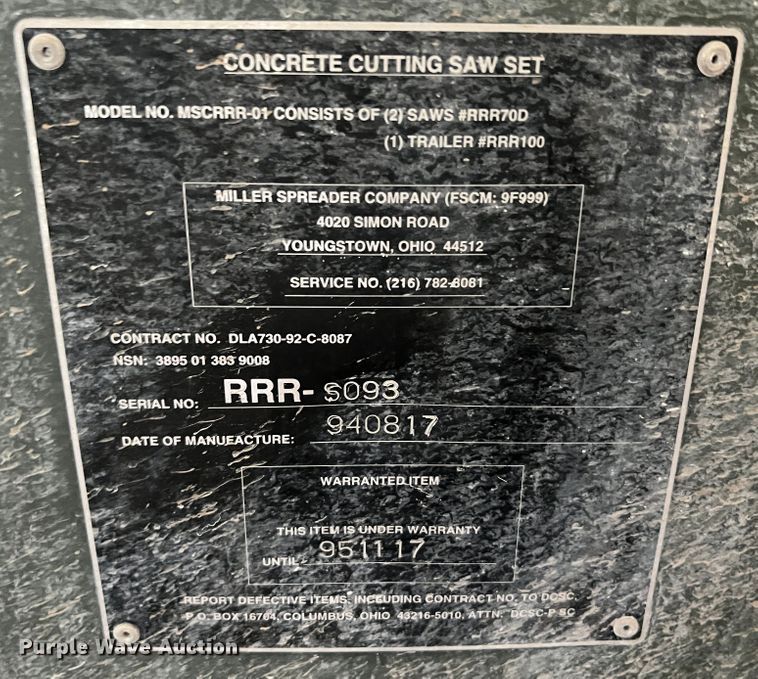 CONCRETE CUTTING SAW SET
MODEL NO. MSCRRR-01 CONSISTS OF (2) SAWS #RRR70D
(1) TRAILER #RRR100
MILLER SPREADER COMPANY (FSCM: 9F999)
4020 SIMON ROAD
YOUNGSTOWN, OHIO 44512
SERVICE NO. (216) 782-8081
CONTRACT NO. DLA730-92-C-8087
NSN: 3895 01 383 9008
SERIAL NO: RRR- S093
DATE OF MANUFACTURE: 940817
WARRANTED ITEM
THIS ITEM IS UNDER WARRANTY
UNTIL 951117
REPORT DEFECTIVE ITEMS, INCLUDING CONTRACT NO. TO DCSC,
P.O. BOX 16704, COLUMBUS, OHIO 43216-5010, ATTN: DCSC-P SC
Purple Wave Auction